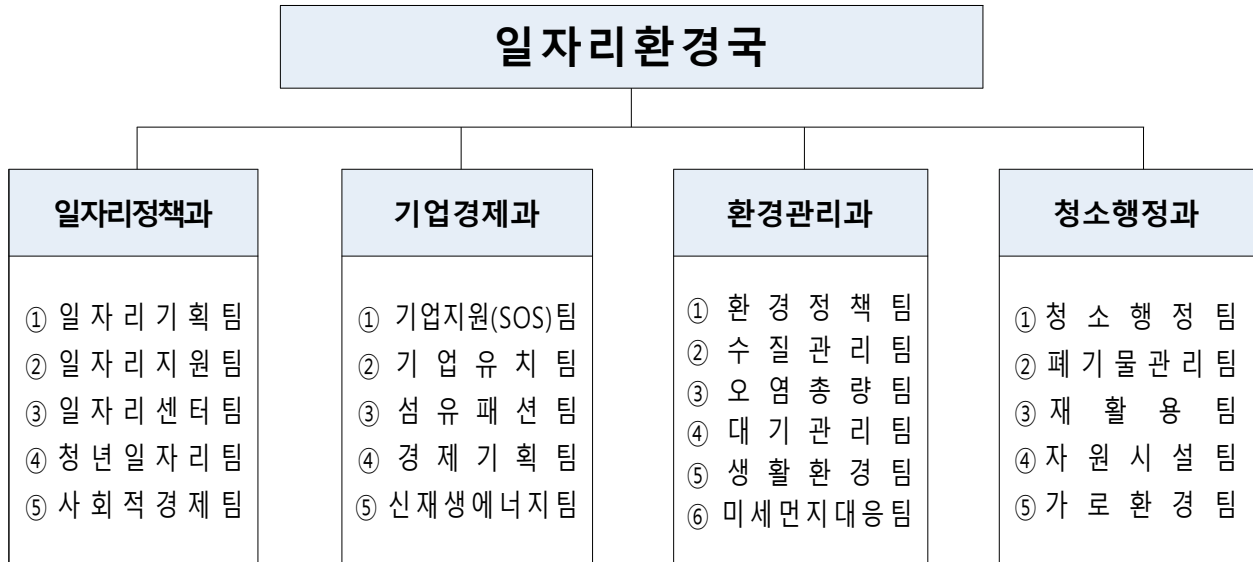 일자리환경국
일자리정책과
① 일자리기획팀
② 일자리지원팀
③ 일자리센터팀
④ 청년일자리팀
⑤ 사회적경제팀
기업경제과
① 기업지원(SOS)팀
② 기업유치팀
③ 섬유패션팀
④ 경제기획팀
⑤ 신재생에너지팀
환경관리과
① 환경정책팀
② 수질관리팀
③ 오염총량팀
④ 대기관리팀
⑤ 생활환경팀
⑥ 미세먼지대응팀
청소행정과
① 청소행정팀
② 폐기물관리팀
③ 재활용팀
④ 자원시설팀
⑤ 가로환경팀